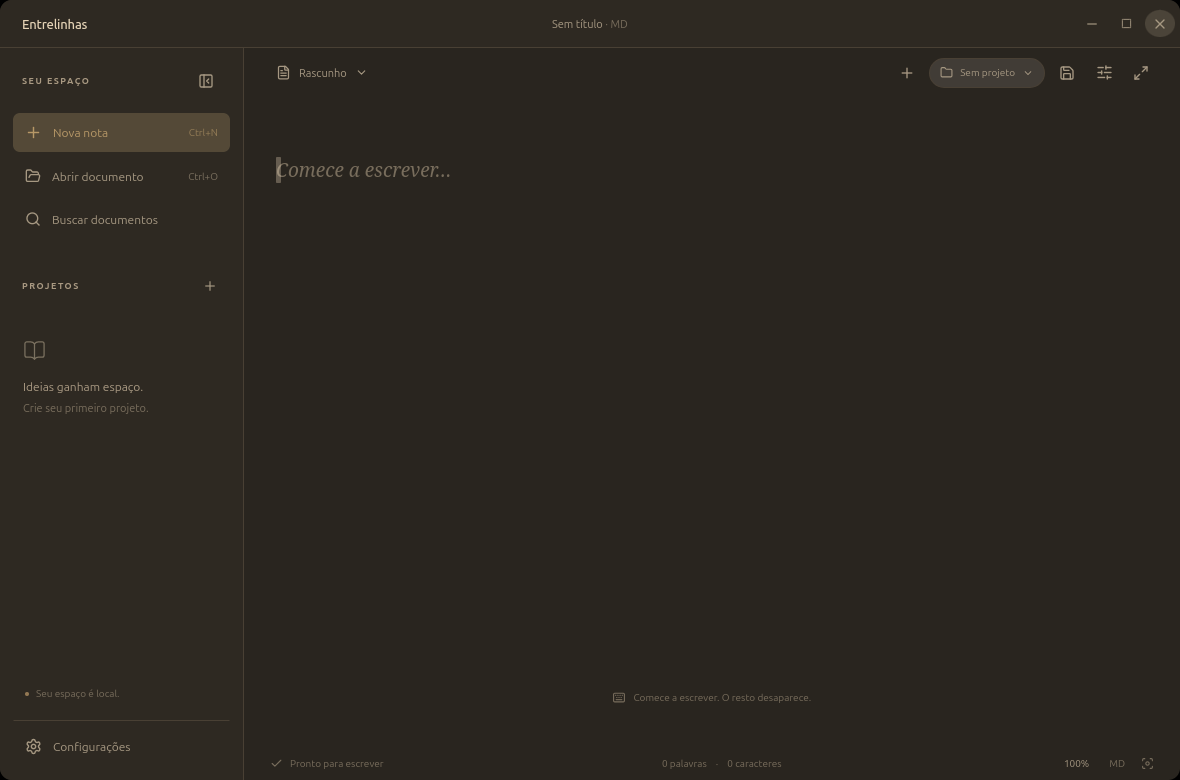 Entrelinhas
Sem título · MD
SEU ESPAÇO
Nova nota Ctrl+N
Abrir documento Ctrl+O
Buscar documentos
PROJETOS
Ideias ganham espaço.
Crie seu primeiro projeto.
Seu espaço é local.
Configurações
Rascunho
Sem projeto
Comece a escrever...
Comece a escrever. O resto desaparece.
Pronto para escrever
0 palavras · 0 caracteres
100% MD